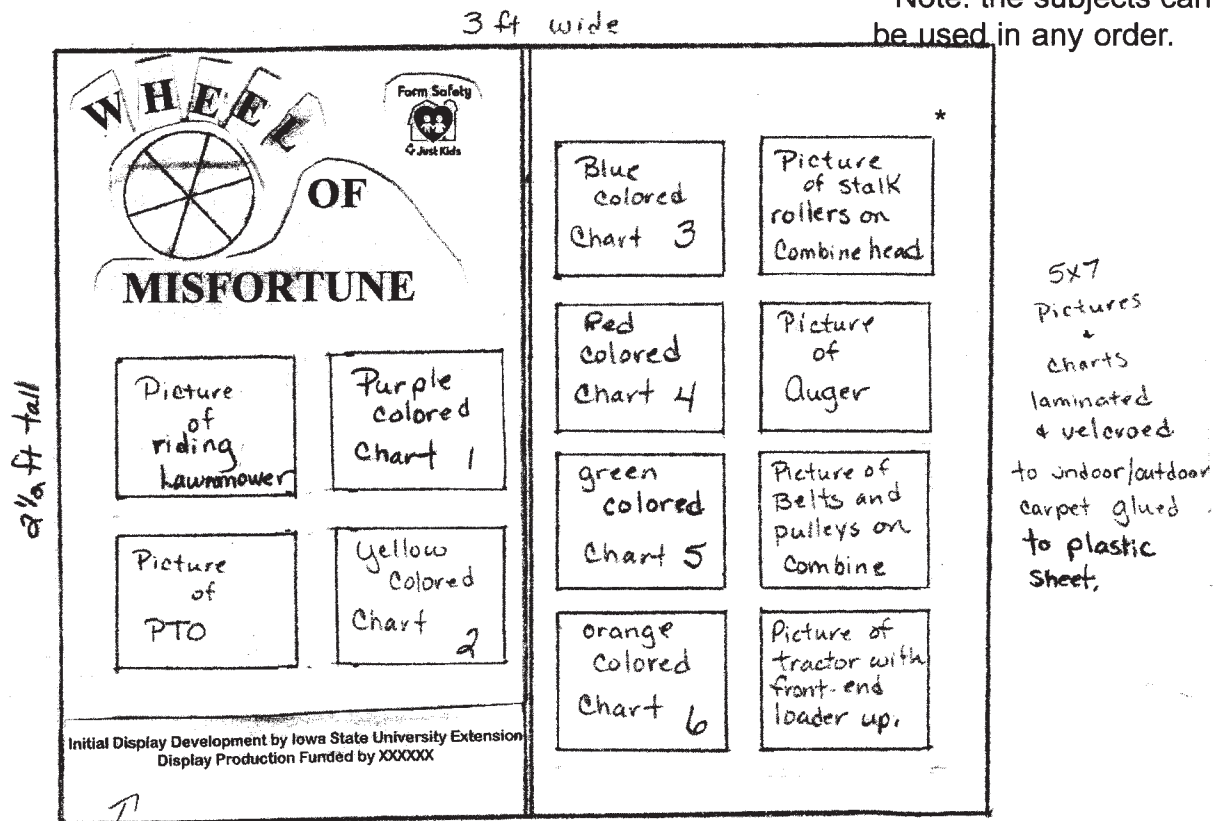 Note: the subjects can
be used in any order.
3 ft wide
WHEEL
OF
MISFORTUNE
Farm Safety
4 Just Kids
2 1/2 ft tall
Picture
of
riding
Lawnmower
Purple
colored
Chart 1
Picture
of
PTO
Yellow
Colored
Chart
2
Initial Display Development by Iowa State University Extension
Display Production Funded by XXXXXX
*
Blue
colored
Chart 3
Picture
of stalk
rollers on
Combine head
Red
colored
Chart 4
Picture
of
Auger
green
colored
Chart 5
Picture of
Belts and
pulleys on
Combine
orange
Colored
Chart 6
Picture of
tractor with
front-end
loader up.
5x7
Pictures
+
charts
laminated
+ velcroed
to indoor/outdoor
carpet glued
to plastic
sheet.